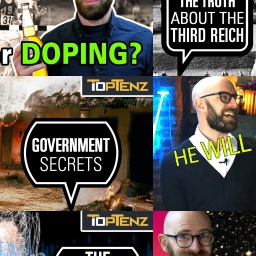 r DOPING?
THE TRUTH
ABOUT THE
THIRD REICH
TOPTENZ
GOVERNMENT
SECRETS
HE WILL
TOPTENZ
THE